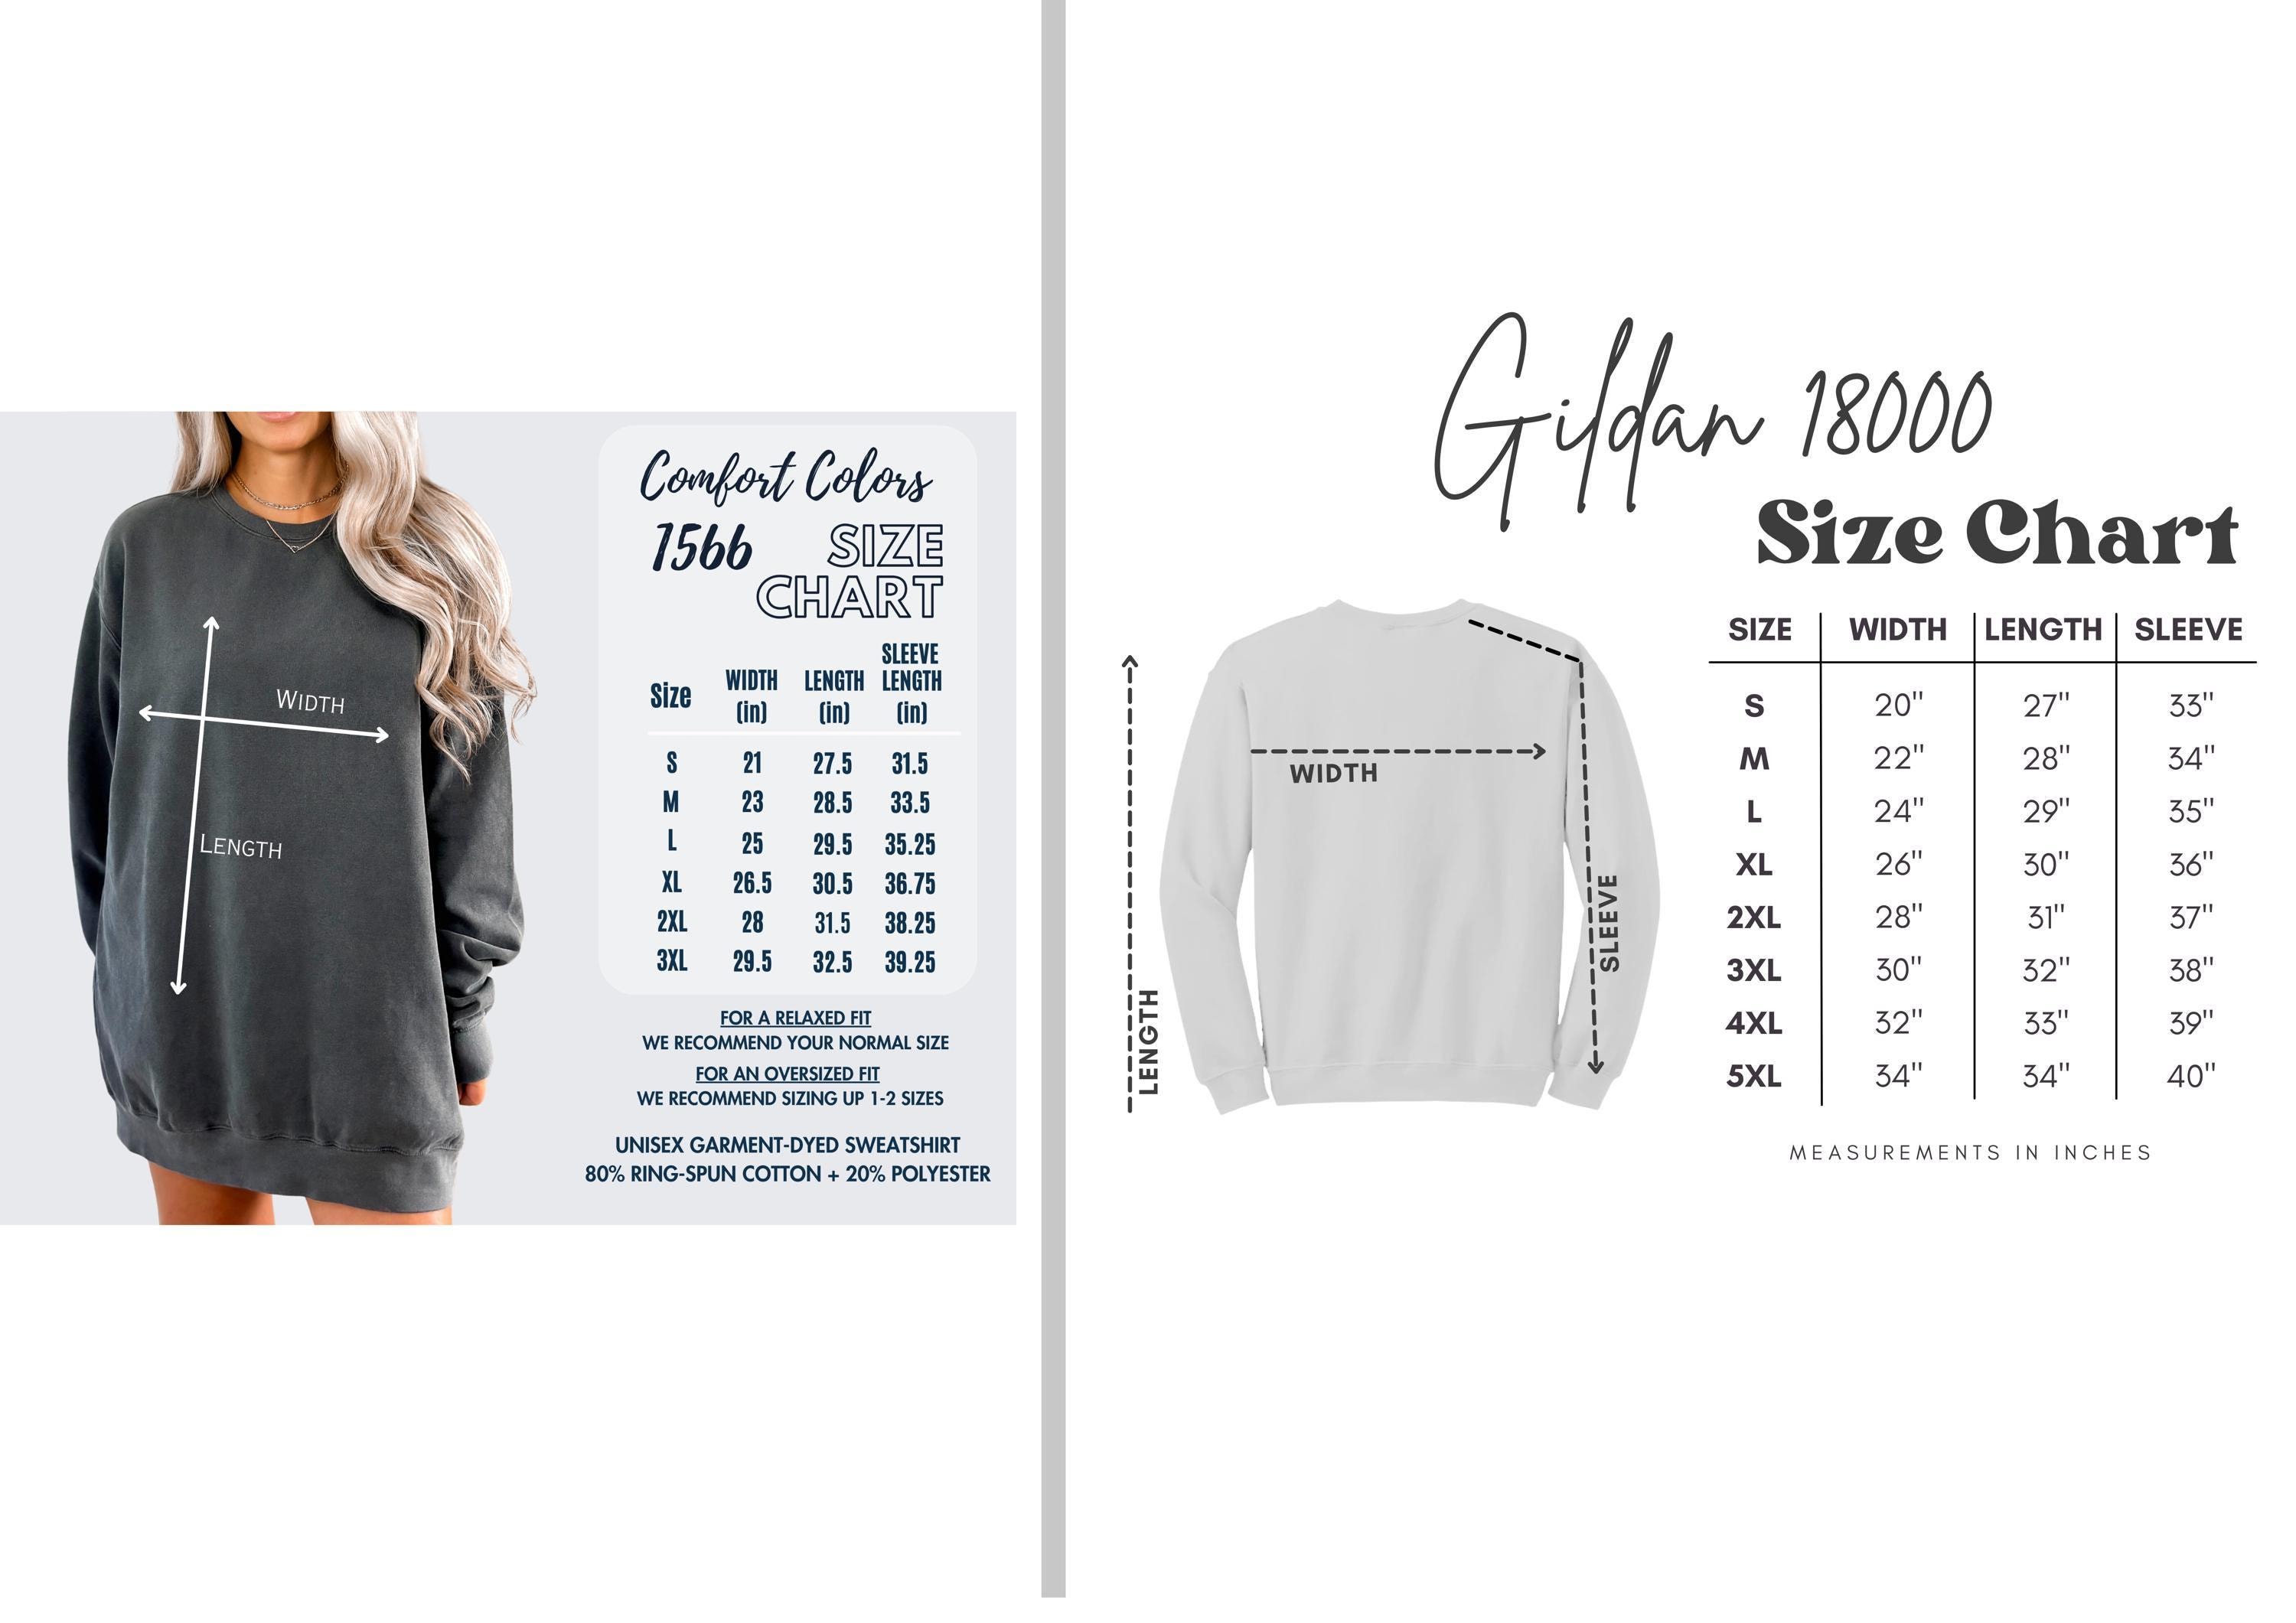 Comfort Colors
1566 SIZE
CHART
Size WIDTH (in) LENGTH (in) SLEEVE LENGTH (in)
S 21 27.5 31.5
M 23 28.5 33.5
L 25 29.5 35.25
XL 26.5 30.5 36.75
2XL 28 31.5 38.25
3XL 29.5 32.5 39.25
FOR A RELAXED FIT
WE RECOMMEND YOUR NORMAL SIZE
FOR AN OVERSIZED FIT
WE RECOMMEND SIZING UP 1-2 SIZES
UNISEX GARMENT-DYED SWEATSHIRT
80% RING-SPUN COTTON + 20% POLYESTER
WIDTH
LENGTH
Gildan 18000
Size Chart
SIZE WIDTH LENGTH SLEEVE
S 20" 27" 33"
M 22" 28" 34"
L 24" 29" 35"
XL 26" 30" 36"
2XL 28" 31" 37"
3XL 30" 32" 38"
4XL 32" 33" 39"
5XL 34" 34" 40"
MEASUREMENTS IN INCHES
WIDTH
SLEEVE
LENGTH